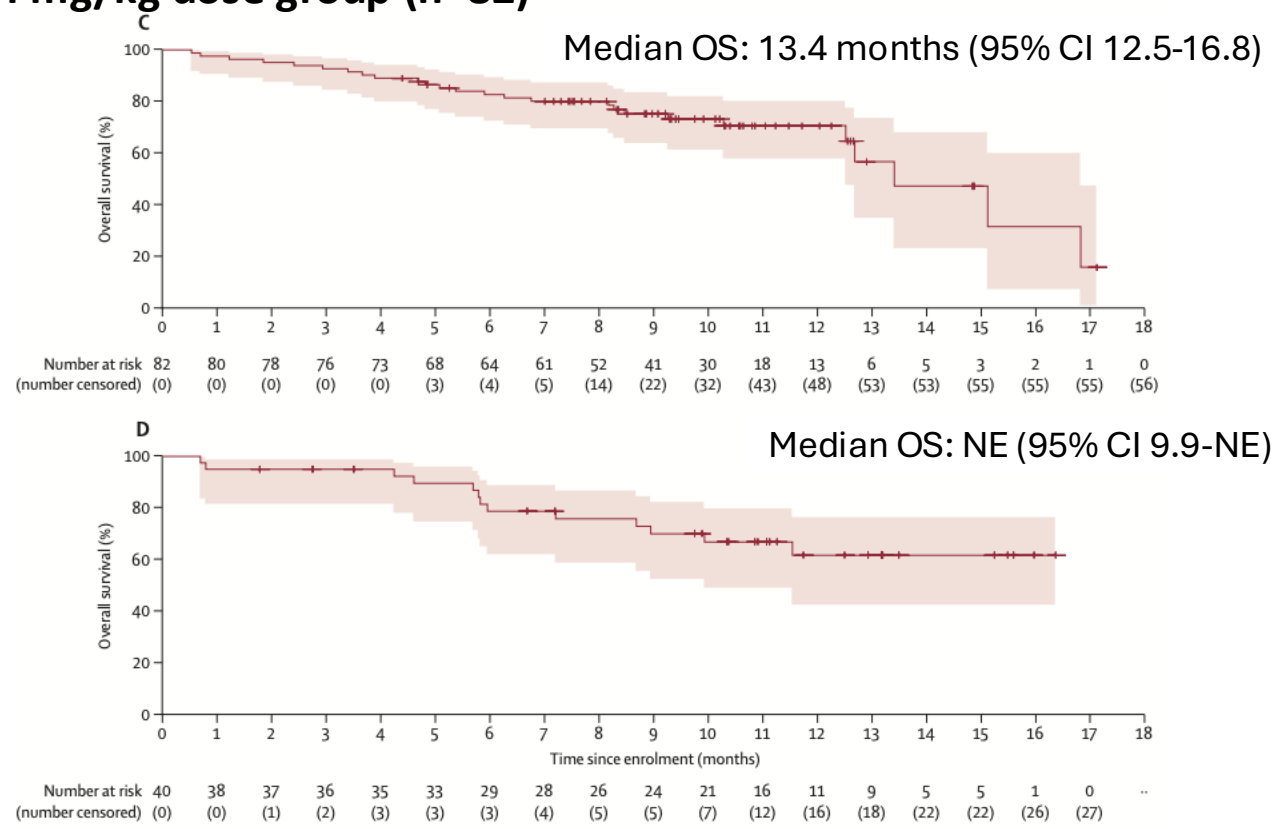 mg/kg dose group (n=82)
C
Median OS: 13.4 months (95% CI 12.5-16.8)
100
80
60
40
20
0
Overall survival (%)
0 1 2 3 4 5 6 7 8 9 10 11 12 13 14 15 16 17 18
Number at risk 82 80 78 76 73 68 64 61 52 41 30 18 13 6 5 3 2 1 0
(number censored) (0) (0) (0) (0) (0) (3) (4) (5) (14) (22) (32) (43) (48) (53) (53) (55) (55) (55) (56)
D
Median OS: NE (95% CI 9.9-NE)
100
80
60
40
20
0
Overall survival (%)
0 1 2 3 4 5 6 7 8 9 10 11 12 13 14 15 16 17 18
Time since enrolment (months)
Number at risk 40 38 37 36 35 33 29 28 26 24 21 16 11 9 5 5 1 0 ··
(number censored) (0) (0) (1) (2) (3) (3) (3) (4) (5) (5) (7) (12) (16) (18) (22) (22) (26) (27)